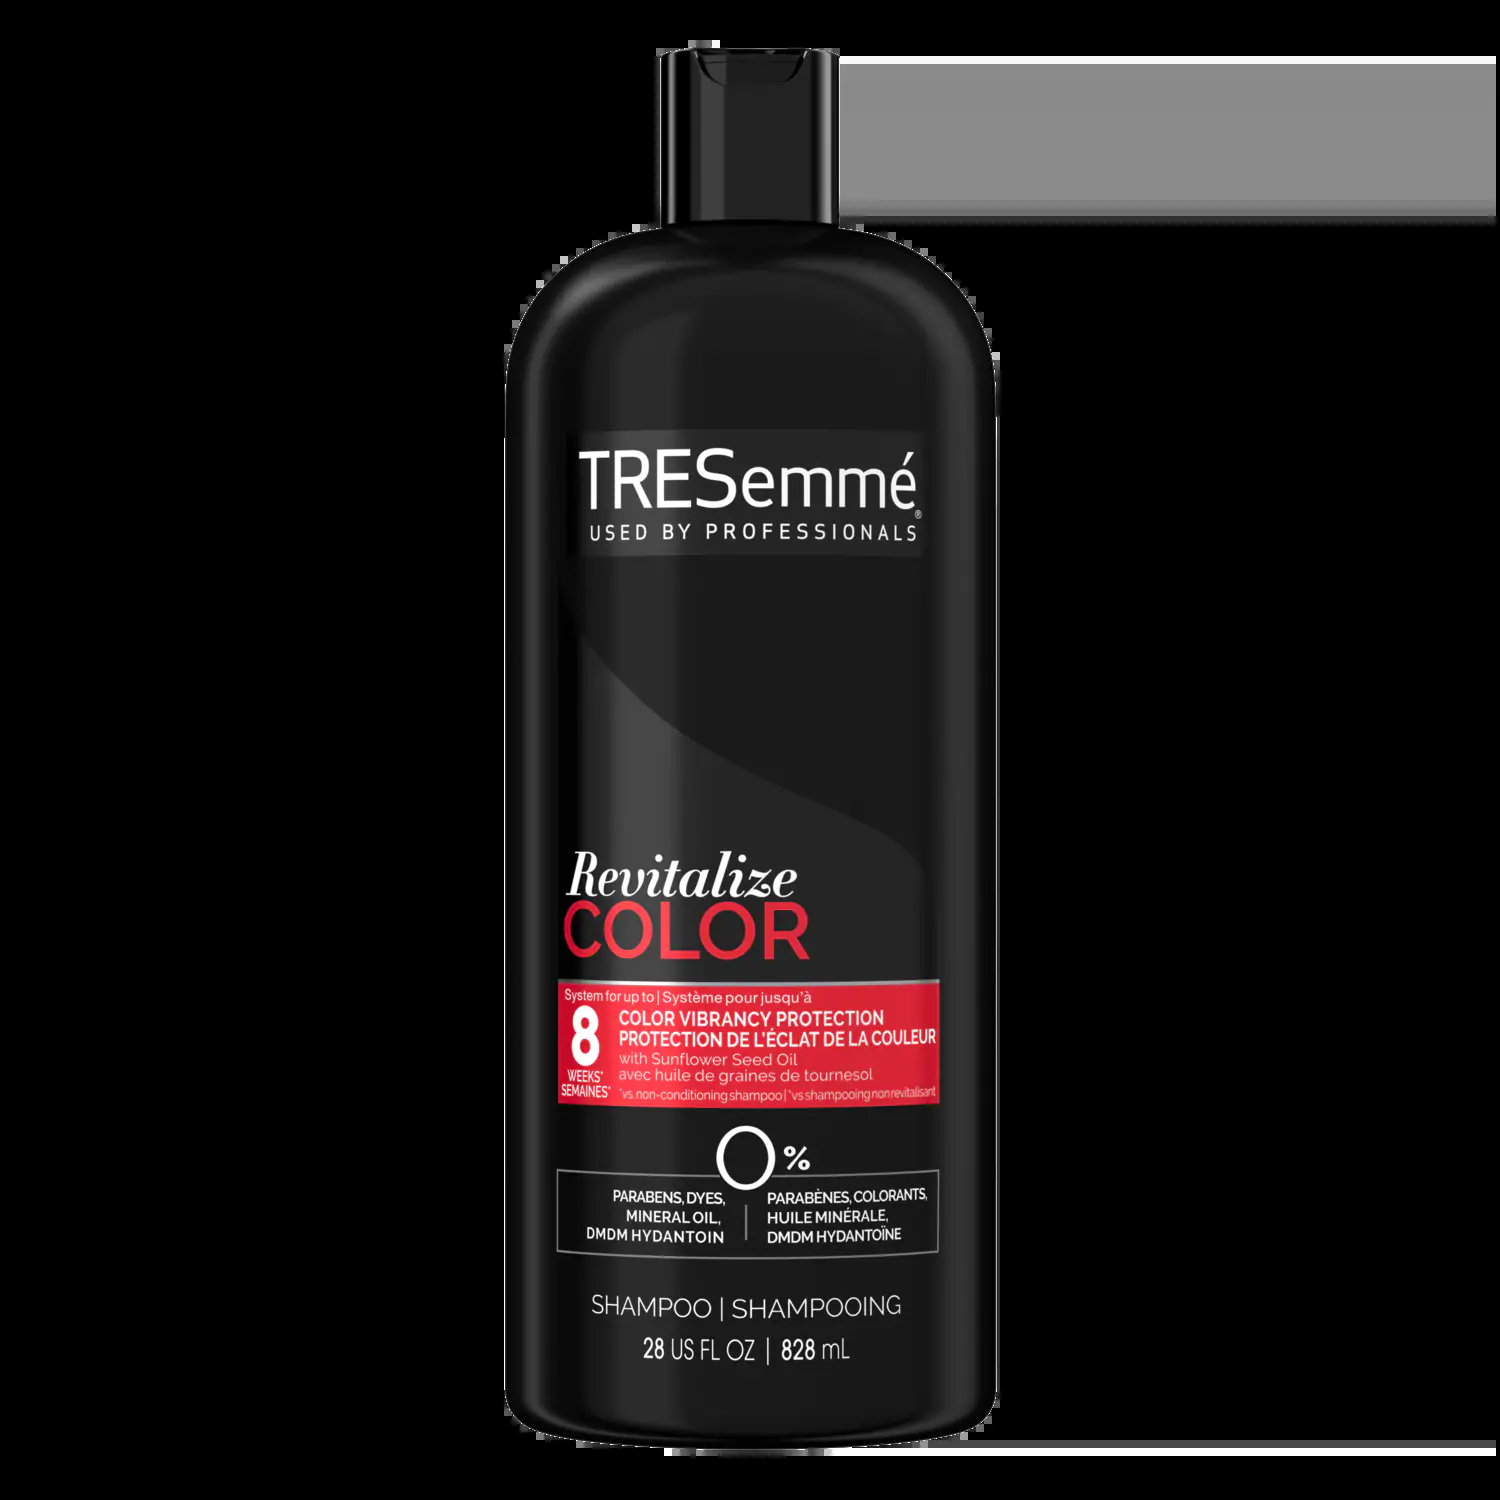 TRESemmé®
USED BY PROFESSIONALS
Revitalize
COLOR
System for up to | Système pour jusqu'à
8
WEEKS*
SEMAINES*
COLOR VIBRANCY PROTECTION
PROTECTION DE L'ÉCLAT DE LA COULEUR
with Sunflower Seed Oil
avec huile de graines de tournesol
*vs. non-conditioning shampoo | *vs shampooing non revitalisant
0%
PARABENS, DYES,
MINERAL OIL,
DMDM HYDANTOIN
PARABÈNES, COLORANTS,
HUILE MINÉRALE,
DMDM HYDANTOÏNE
SHAMPOO | SHAMPOOING
28 US FL OZ | 828 mL